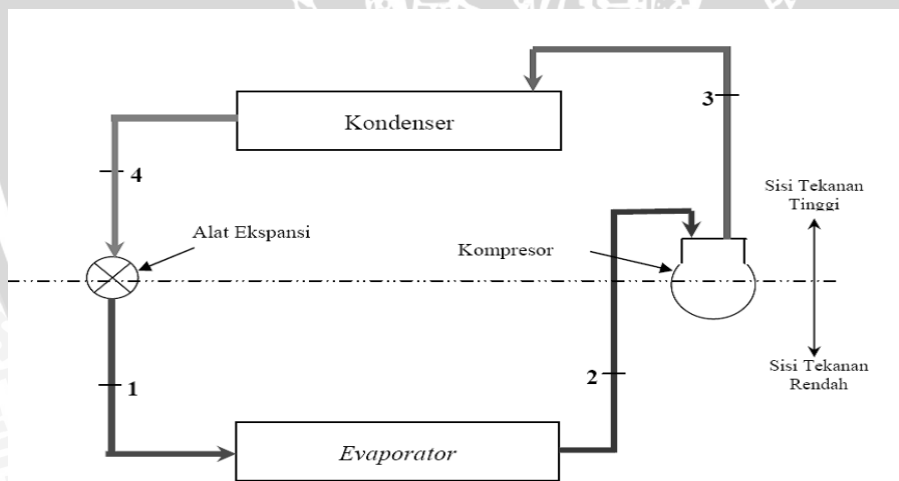 Kondenser
3
4
Sisi Tekanan
Tinggi
Alat Ekspansi
Kompresor
Sisi Tekanan
Rendah
1
2
Evaporator